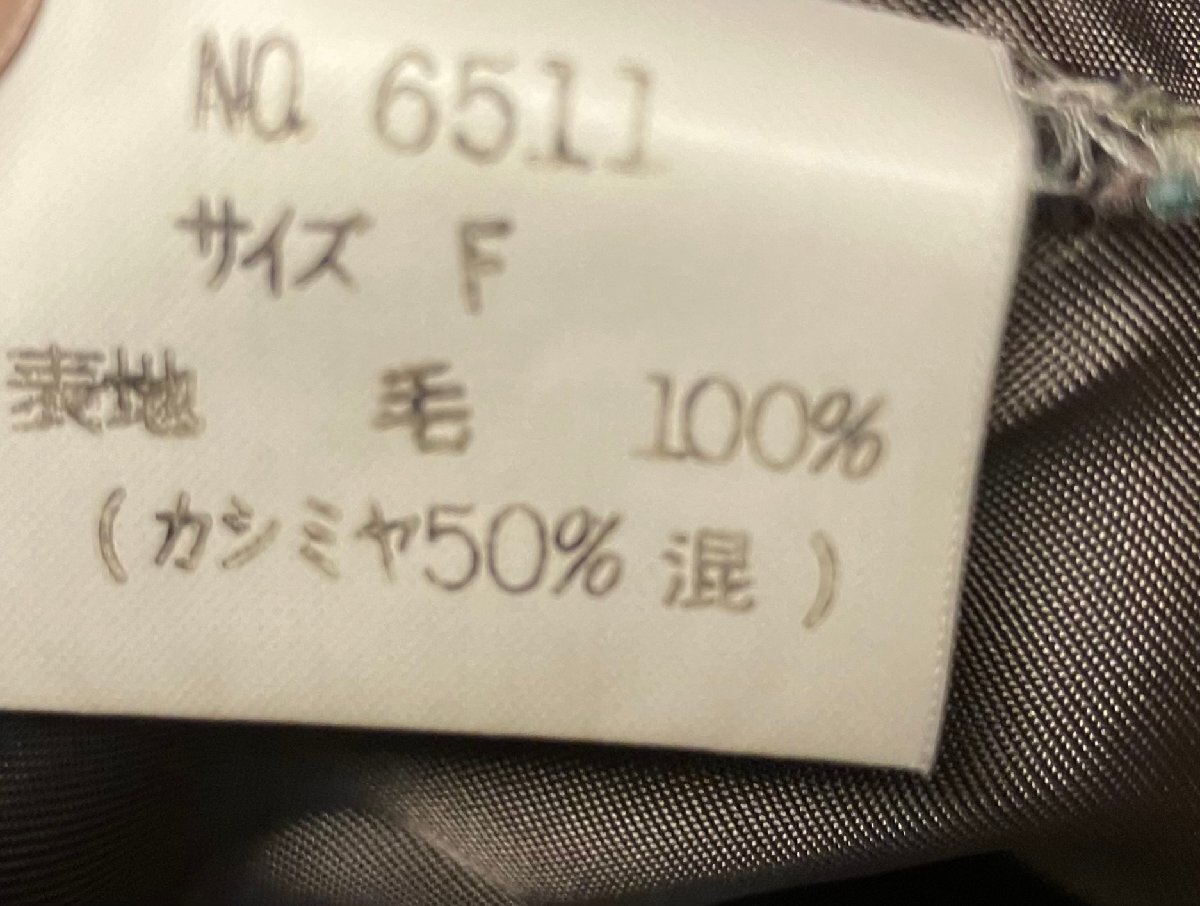 NO. 6511
サイズ F
表地 毛 100%
(カシミヤ50% 混 )